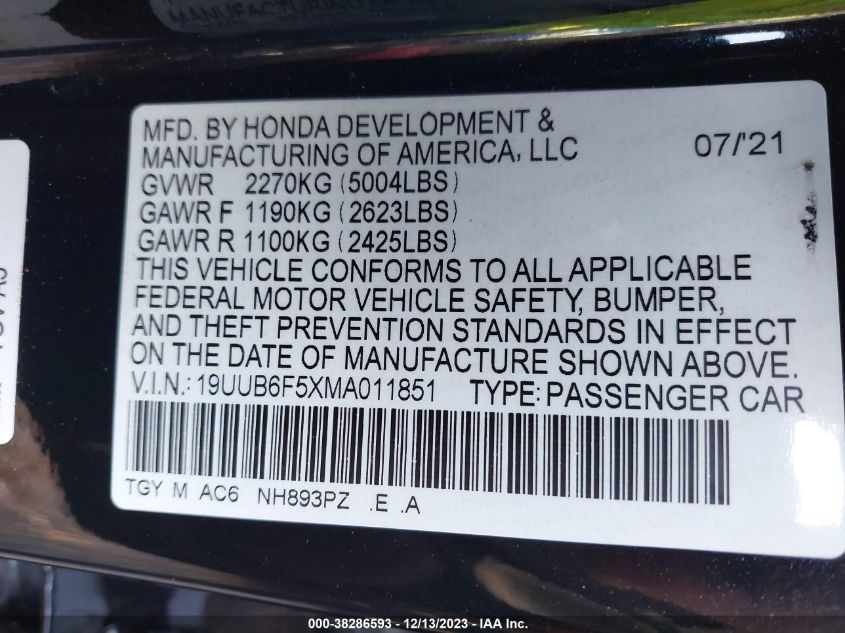 MFD. BY HONDA DEVELOPMENT &
MANUFACTURING OF AMERICA, LLC 07/'21
GVWR 2270KG (5004LBS)
GAWR F 1190KG (2623LBS)
GAWR R 1100KG (2425LBS)
THIS VEHICLE CONFORMS TO ALL APPLICABLE
FEDERAL MOTOR VEHICLE SAFETY, BUMPER,
AND THEFT PREVENTION STANDARDS IN EFFECT
ON THE DATE OF MANUFACTURE SHOWN ABOVE.
V.I.N.: 19UUB6F5XMA011851 TYPE: PASSENGER CAR
TGY M AC6 NH893PZ .E .A
000-38286593 - 12/13/2023 - IAA Inc.